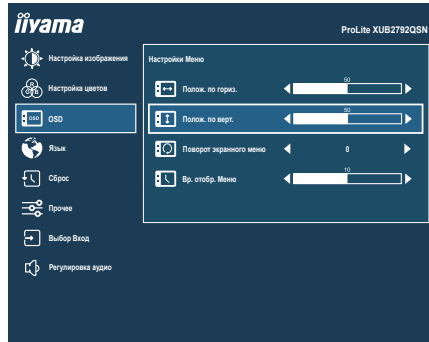 iiyama
ProLite XUB2792QSN
Настройка изображения
Настройка цветов
OSD
Язык
Сброс
Прочее
Выбор Вход
Регулировка аудио
Настройки Меню
Полож. по гориз.
50
Полож. по верт.
50
Поворот экранного меню
0
Вр. отобр. Меню
10